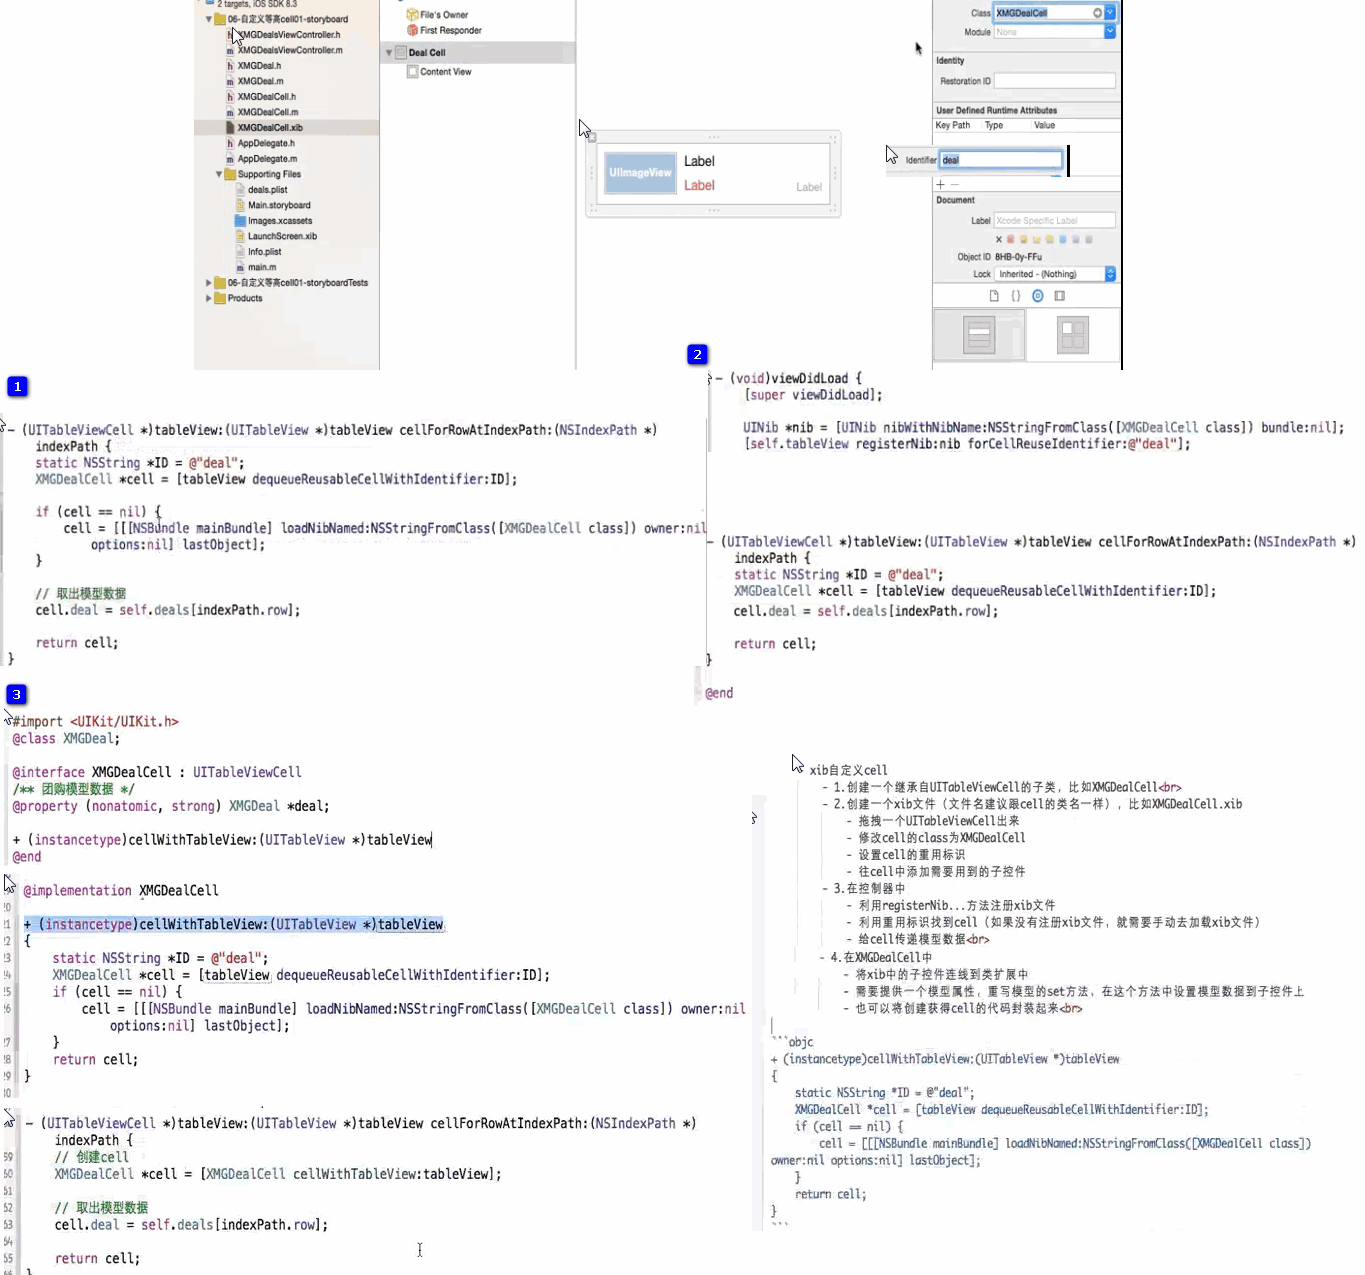 2 targets, iOS SDK 8.3
06-自定义等高cell01-storyboard
XMGDealsViewController.h
XMGDealsViewController.m
XMGDeal.h
XMGDeal.m
XMGDealCell.h
XMGDealCell.m
XMGDealCell.xib
AppDelegate.h
AppDelegate.m
Supporting Files
deals.plist
Main.storyboard
Images.xcassets
LaunchScreen.xib
Info.plist
main.m
06-自定义等高cell01-storyboardTests
Products
File's Owner
First Responder
Deal Cell
Content View
UIImageView
Label
Label
Label
Class XMGDealCell
Module None
Identity
Restoration ID
User Defined Runtime Attributes
Key Path Type Value
Identifier deal
+ −
Document
Label Xcode Specific Label
Object ID 8HB-0y-FFu
Lock Inherited - (Nothing)
1
- (UITableViewCell *)tableView:(UITableView *)tableView cellForRowAtIndexPath:(NSIndexPath *)
indexPath {
static NSString *ID = @"deal";
XMGDealCell *cell = [tableView dequeueReusableCellWithIdentifier:ID];
if (cell == nil) {
cell = [[[NSBundle mainBundle] loadNibNamed:NSStringFromClass([XMGDealCell class]) owner:nil
options:nil] lastObject];
}
// 取出模型数据
cell.deal = self.deals[indexPath.row];
return cell;
}
2
- (void)viewDidLoad {
[super viewDidLoad];
UINib *nib = [UINib nibWithNibName:NSStringFromClass([XMGDealCell class]) bundle:nil];
[self.tableView registerNib:nib forCellReuseIdentifier:@"deal"];
- (UITableViewCell *)tableView:(UITableView *)tableView cellForRowAtIndexPath:(NSIndexPath *)
indexPath {
static NSString *ID = @"deal";
XMGDealCell *cell = [tableView dequeueReusableCellWithIdentifier:ID];
cell.deal = self.deals[indexPath.row];
return cell;
}
@end
3
#import <UIKit/UIKit.h>
@class XMGDeal;
@interface XMGDealCell : UITableViewCell
/** 团购模型数据 */
@property (nonatomic, strong) XMGDeal *deal;
+ (instancetype)cellWithTableView:(UITableView *)tableView
@end
@implementation XMGDealCell
20
21 + (instancetype)cellWithTableView:(UITableView *)tableView
22 {
23 static NSString *ID = @"deal";
24 XMGDealCell *cell = [tableView dequeueReusableCellWithIdentifier:ID];
25 if (cell == nil) {
26 cell = [[[NSBundle mainBundle] loadNibNamed:NSStringFromClass([XMGDealCell class]) owner:nil
options:nil] lastObject];
27 }
28 return cell;
29 }
30
- (UITableViewCell *)tableView:(UITableView *)tableView cellForRowAtIndexPath:(NSIndexPath *)
indexPath {
59 // 创建cell
60 XMGDealCell *cell = [XMGDealCell cellWithTableView:tableView];
61
62 // 取出模型数据
63 cell.deal = self.deals[indexPath.row];
64
65 return cell;
xib自定义cell
- 1.创建一个继承自UITableViewCell的子类，比如XMGDealCell<br>
- 2.创建一个xib文件（文件名建议跟cell的类名一样），比如XMGDealCell.xib
- 拖拽一个UITableViewCell出来
- 修改cell的class为XMGDealCell
- 设置cell的重用标识
- 往cell中添加需要用到的子控件
- 3.在控制器中
- 利用registerNib...方法注册xib文件
- 利用重用标识找到cell（如果没有注册xib文件，就需要手动去加载xib文件）
- 给cell传递模型数据<br>
- 4.在XMGDealCell中
- 将xib中的子控件连线到类扩展中
- 需要提供一个模型属性，重写模型的set方法，在这个方法中设置模型数据到子控件上
- 也可以将创建获得cell的代码封装起来<br>
```objc
+ (instancetype)cellWithTableView:(UITableView *)tableView
{
static NSString *ID = @"deal";
XMGDealCell *cell = [tableView dequeueReusableCellWithIdentifier:ID];
if (cell == nil) {
cell = [[[NSBundle mainBundle] loadNibNamed:NSStringFromClass([XMGDealCell class])
owner:nil options:nil] lastObject];
}
return cell;
}
```